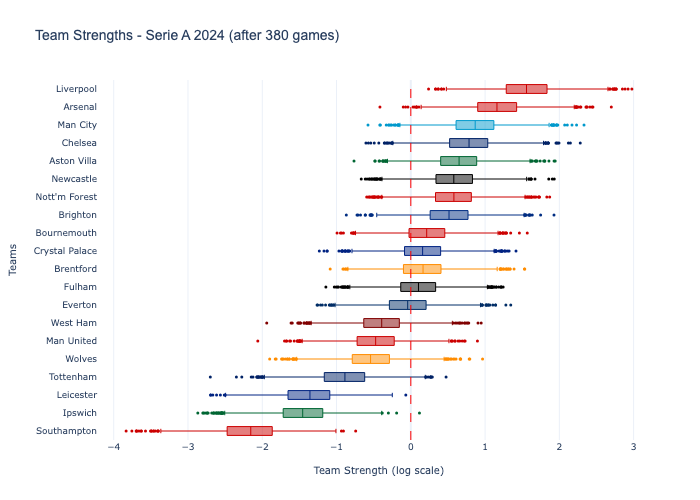 Team Strengths - Serie A 2024 (after 380 games)
Liverpool
Arsenal
Man City
Chelsea
Aston Villa
Newcastle
Nott'm Forest
Brighton
Bournemouth
Crystal Palace
Brentford
Fulham
Everton
West Ham
Man United
Wolves
Tottenham
Leicester
Ipswich
Southampton
Teams
−4 −3 −2 −1 0 1 2 3
Team Strength (log scale)